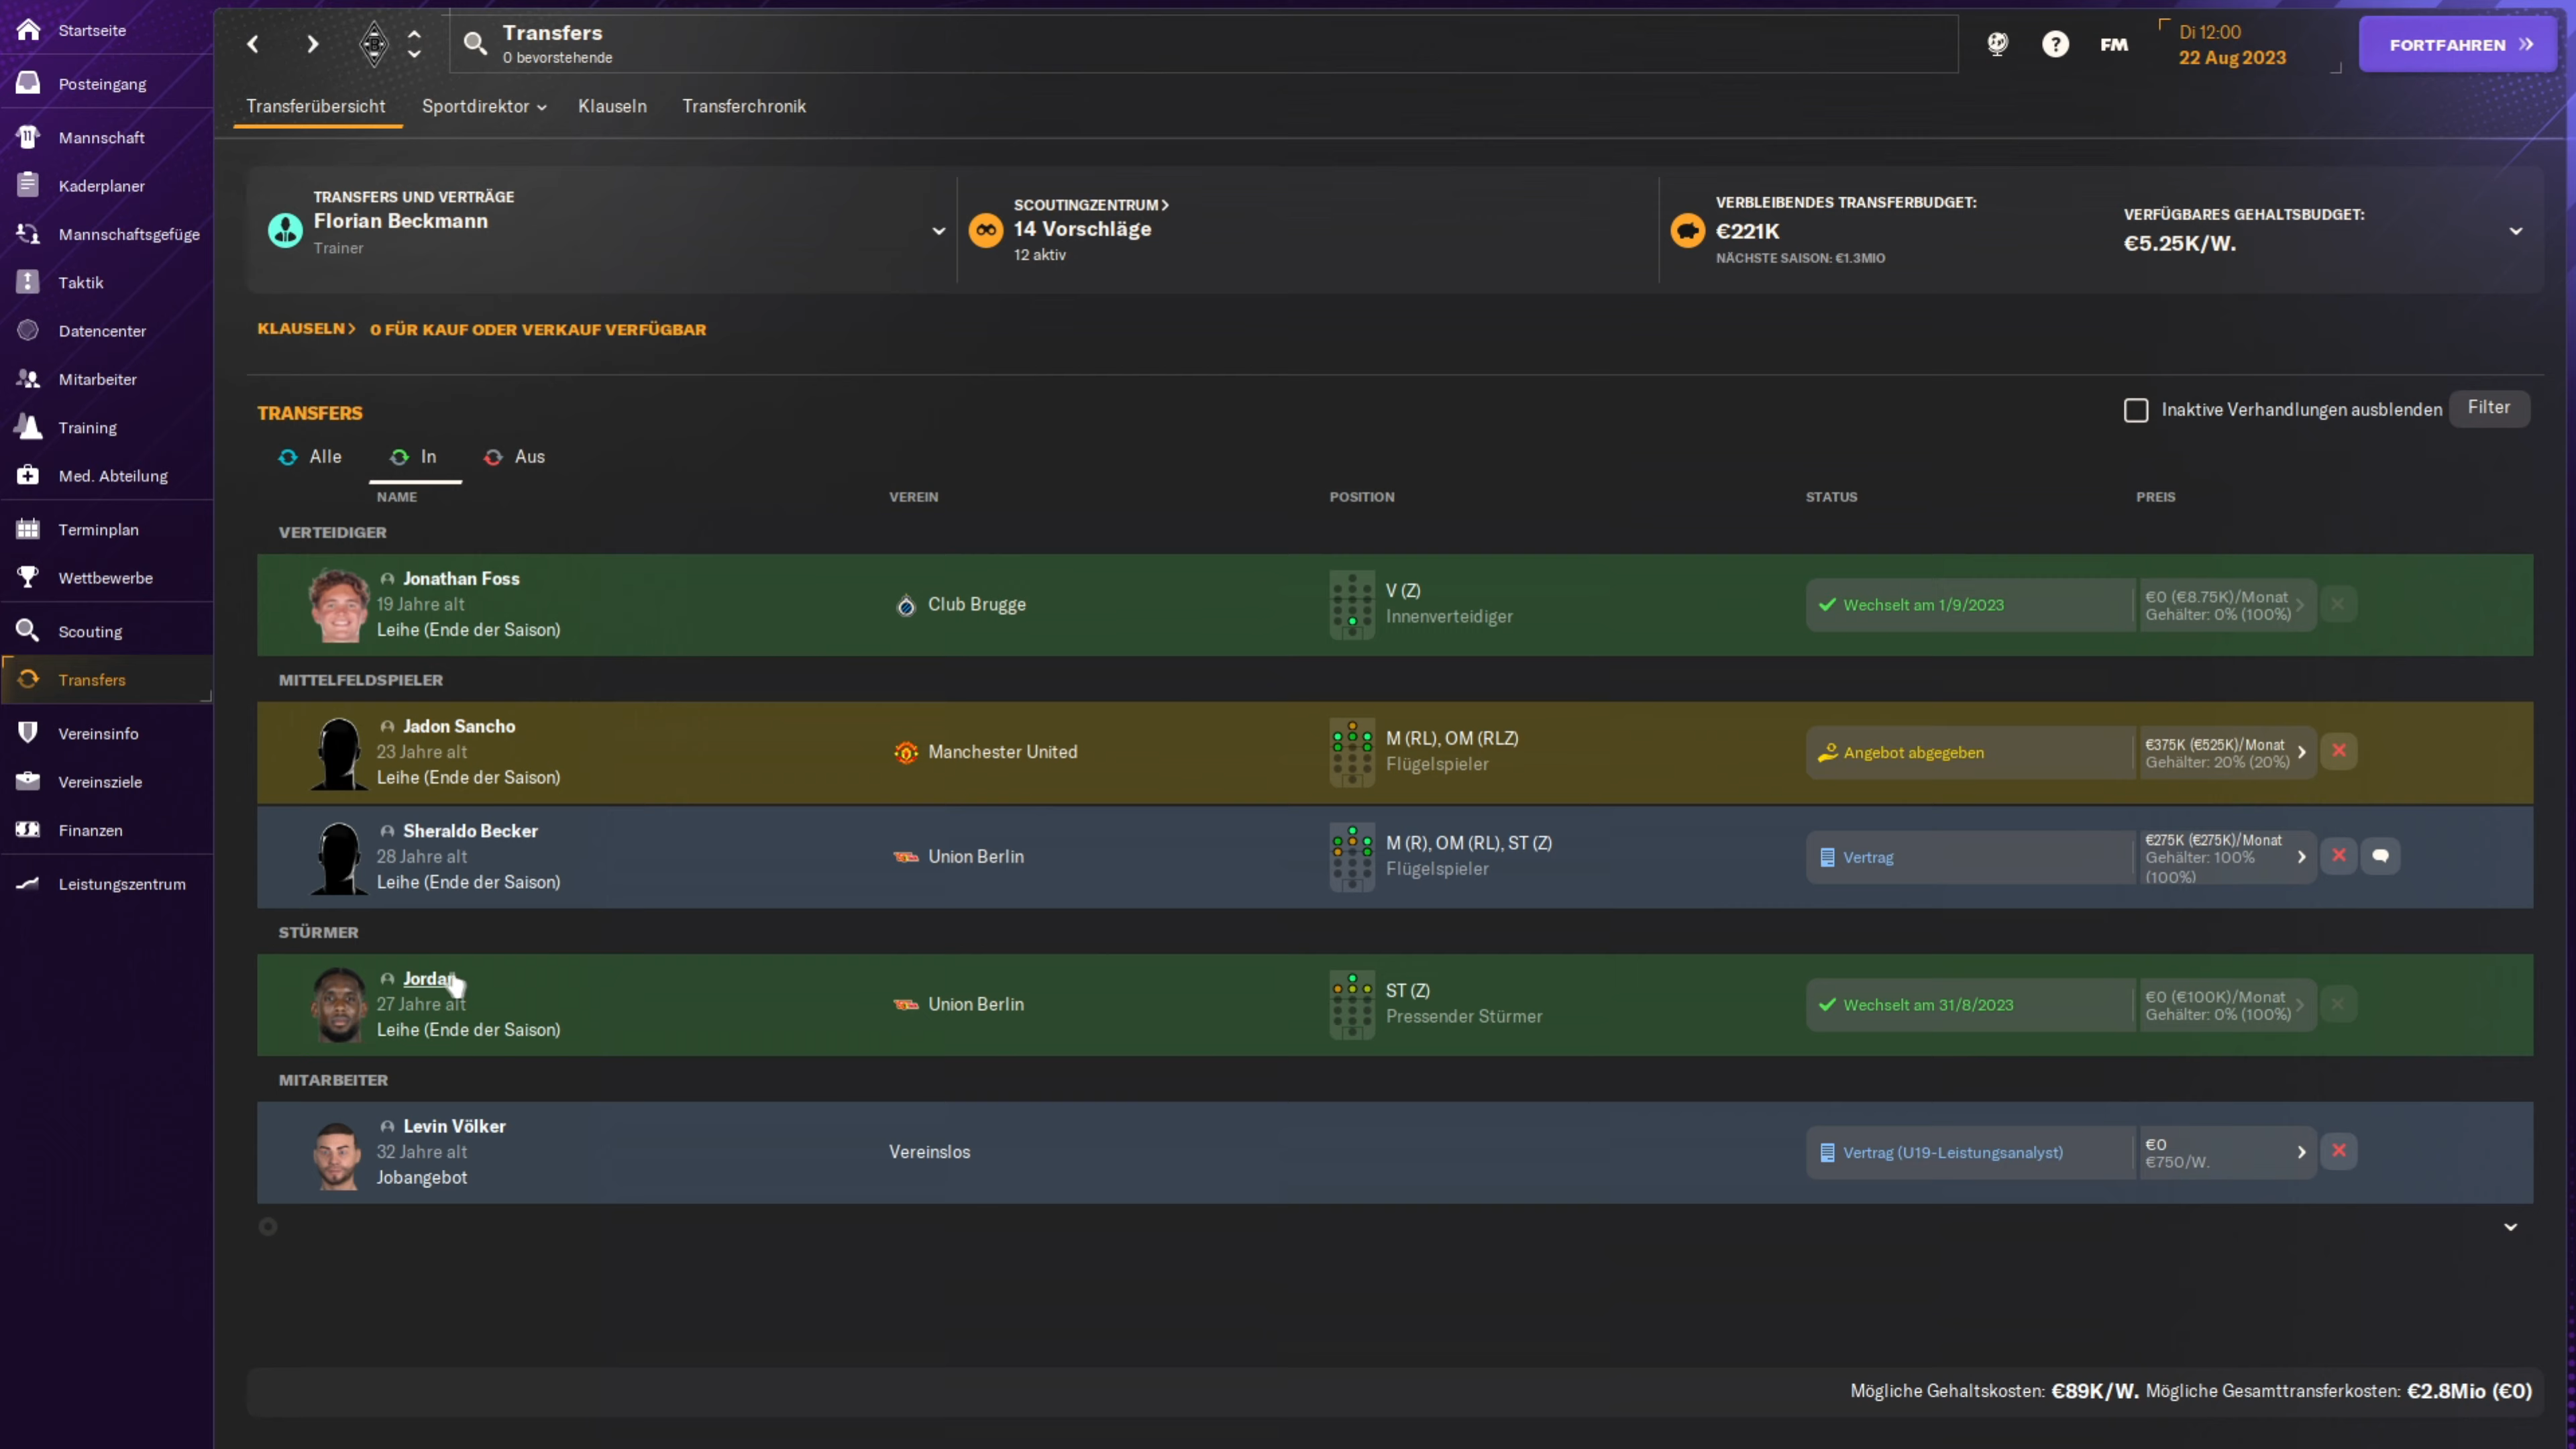 Startseite
Posteingang
Mannschaft
Kaderplaner
Mannschaftsgefüge
Taktik
Datencenter
Mitarbeiter
Training
Med. Abteilung
Terminplan
Wettbewerbe
Scouting
Transfers
Vereinsinfo
Vereinsziele
Finanzen
Leistungszentrum
Transfers
0 bevorstehende
FM
Di 12:00
22 Aug 2023
FORTFAHREN
Transferübersicht Sportdirektor Klauseln Transferchronik
TRANSFERS UND VERTRÄGE
Florian Beckmann
Trainer
SCOUTINGZENTRUM >
14 Vorschläge
12 aktiv
VERBLEIBENDES TRANSFERBUDGET:
€221K
NÄCHSTE SAISON: €1.3MIO
VERFÜGBARES GEHALTSBUDGET:
€5.25K/W.
KLAUSELN > 0 FÜR KAUF ODER VERKAUF VERFÜGBAR
TRANSFERS
Inaktive Verhandlungen ausblenden Filter
Alle In Aus
NAME VEREIN POSITION STATUS PREIS
VERTEIDIGER
Jonathan Foss
19 Jahre alt
Leihe (Ende der Saison)
Club Brugge
V (Z)
Innenverteidiger
Wechselt am 1/9/2023
€0 (€8.75K)/Monat
Gehälter: 0% (100%)
MITTELFELDSPIELER
Jadon Sancho
23 Jahre alt
Leihe (Ende der Saison)
Manchester United
M (RL), OM (RLZ)
Flügelspieler
Angebot abgegeben
€375K (€525K)/Monat
Gehälter: 20% (20%)
Sheraldo Becker
28 Jahre alt
Leihe (Ende der Saison)
Union Berlin
M (R), OM (RL), ST (Z)
Flügelspieler
Vertrag
€275K (€275K)/Monat
Gehälter: 100%
(100%)
STÜRMER
Jordan
27 Jahre alt
Leihe (Ende der Saison)
Union Berlin
ST (Z)
Pressender Stürmer
Wechselt am 31/8/2023
€0 (€100K)/Monat
Gehälter: 0% (100%)
MITARBEITER
Levin Völker
32 Jahre alt
Jobangebot
Vereinslos
Vertrag (U19-Leistungsanalyst)
€0
€750/W.
Mögliche Gehaltskosten: €89K/W. Mögliche Gesamttransferkosten: €2.8Mio (€0)